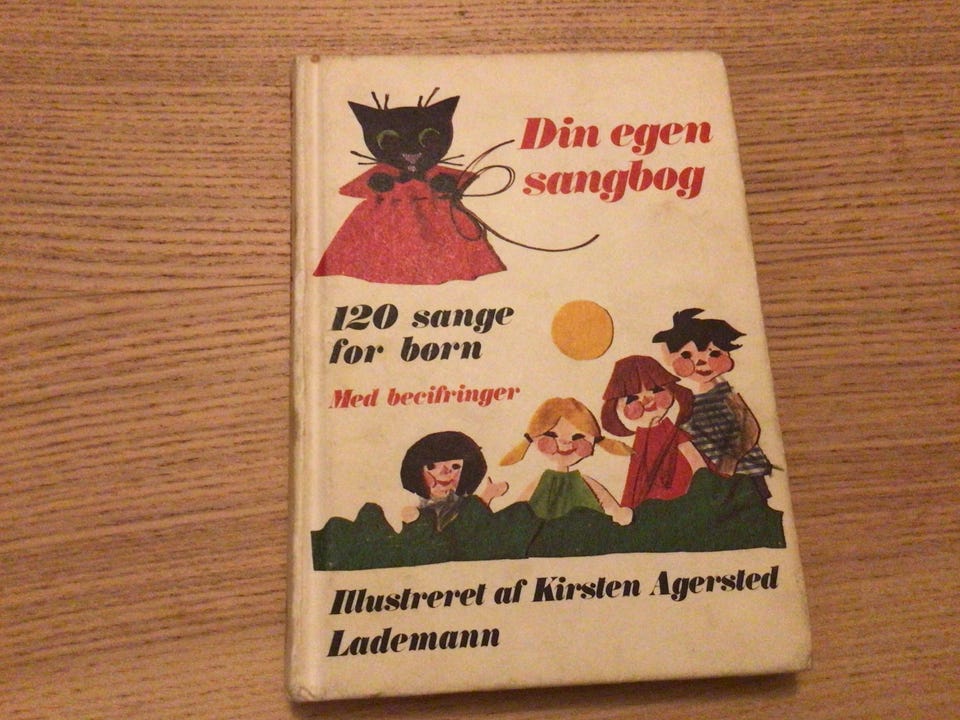 Din egen
sangbog
120 sange
for børn
Med becifringer
Illustreret af Kirsten Agersted
Lademann